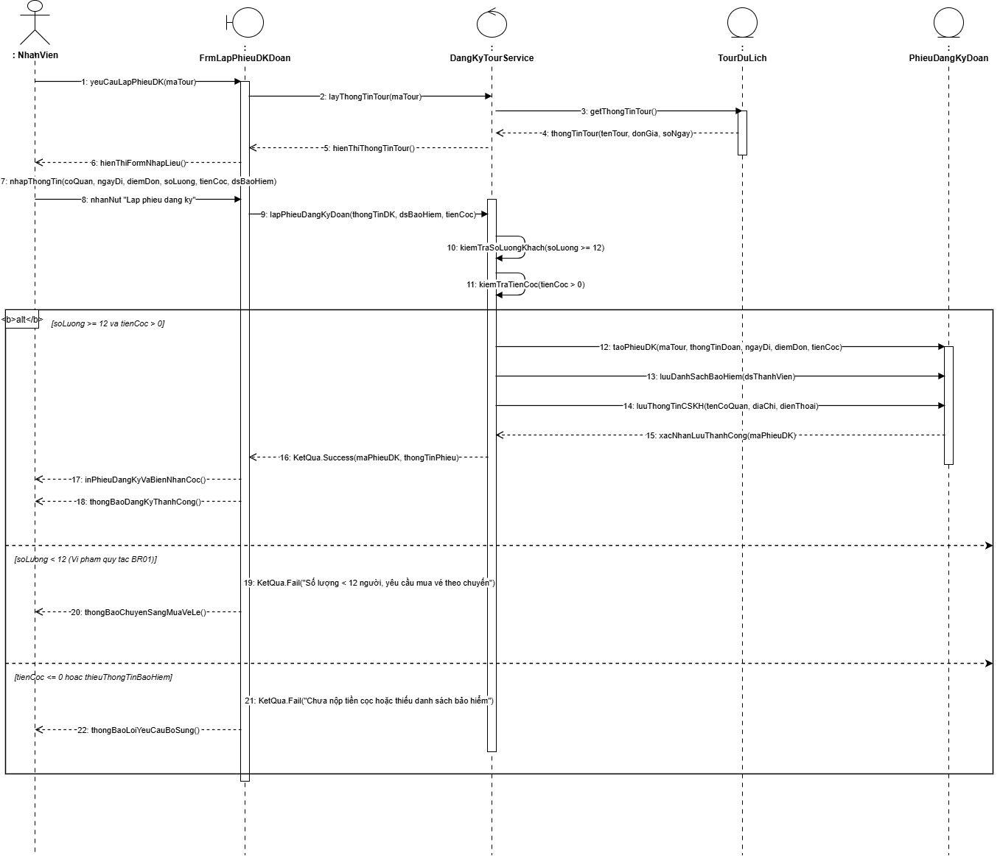 : NhanVien
:
FrmLapPhieuDKDoan
:
DangKyTourService
:
TourDuLich
:
PhieuDangKyDoan
1: yeuCauLapPhieuDK(maTour)
2: layThongTinTour(maTour)
3: getThongTinTour()
4: thongTinTour(tenTour, donGia, soNgay)
5: hienThiThongTinTour()
6: hienThiFormNhapLieu()
7: nhapThongTin(coQuan, ngayDi, diemDon, soLuong, tienCoc, dsBaoHiem)
8: nhanNut "Lap phieu dang ky"
9: lapPhieuDangKyDoan(thongTinDK, dsBaoHiem, tienCoc)
10: kiemTraSoLuongKhach(soLuong >= 12)
11: kiemTraTienCoc(tienCoc > 0)
<b>alt</b>
[soLuong >= 12 va tienCoc > 0]
12: taoPhieuDK(maTour, thongTinDoan, ngayDi, diemDon, tienCoc)
13: luuDanhSachBaoHiem(dsThanhVien)
14: luuThongTinCSKH(tenCoQuan, diaChi, dienThoai)
15: xacNhanLuuThanhCong(maPhieuDK)
16: KetQua.Success(maPhieuDK, thongTinPhieu)
17: inPhieuDangKyVaBienNhanCoc()
18: thongBaoDangKyThanhCong()
[soLuong < 12 (Vi pham quy tac BR01)]
19: KetQua.Fail("Số lượng < 12 người, yêu cầu mua vé theo chuyến")
20: thongBaoChuyenSangMuaVeLe()
[tienCoc <= 0 hoac thieuThongTinBaoHiem]
21: KetQua.Fail("Chưa nộp tiền cọc hoặc thiếu danh sách bảo hiểm")
22: thongBaoLoiYeuCauBoSung()